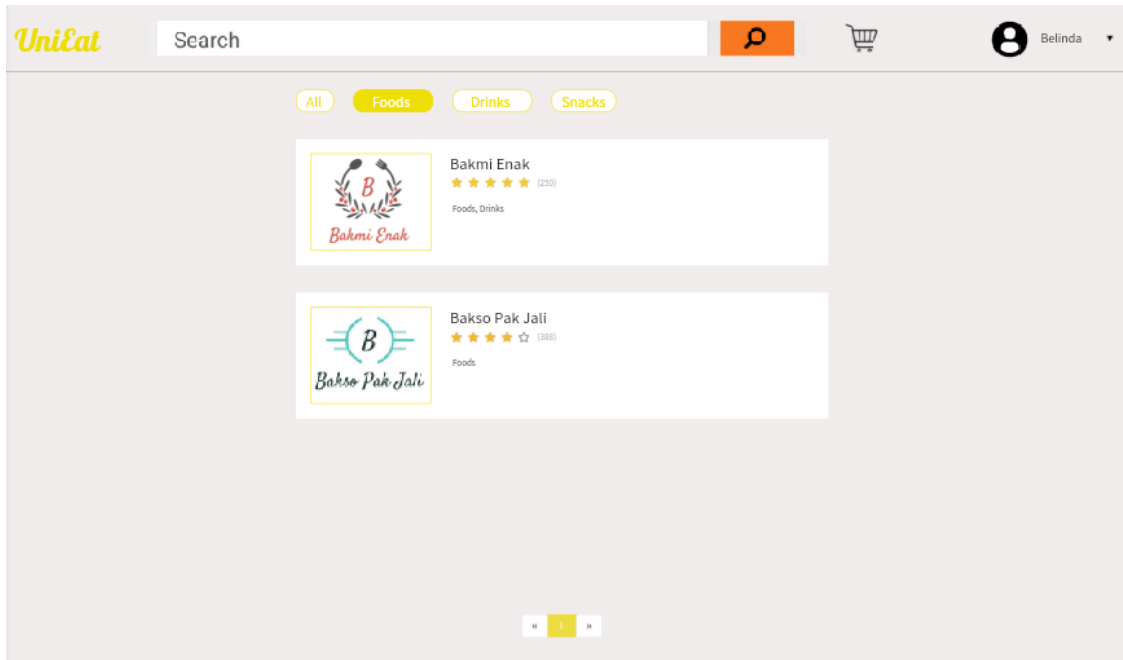 UniEat
Search
Belinda
All
Foods
Drinks
Snacks
B
Bakmi Enak
Bakmi Enak
(250)
Foods, Drinks
B
Bakso Pak Jali
Bakso Pak Jali
(388)
Foods
« 1 »